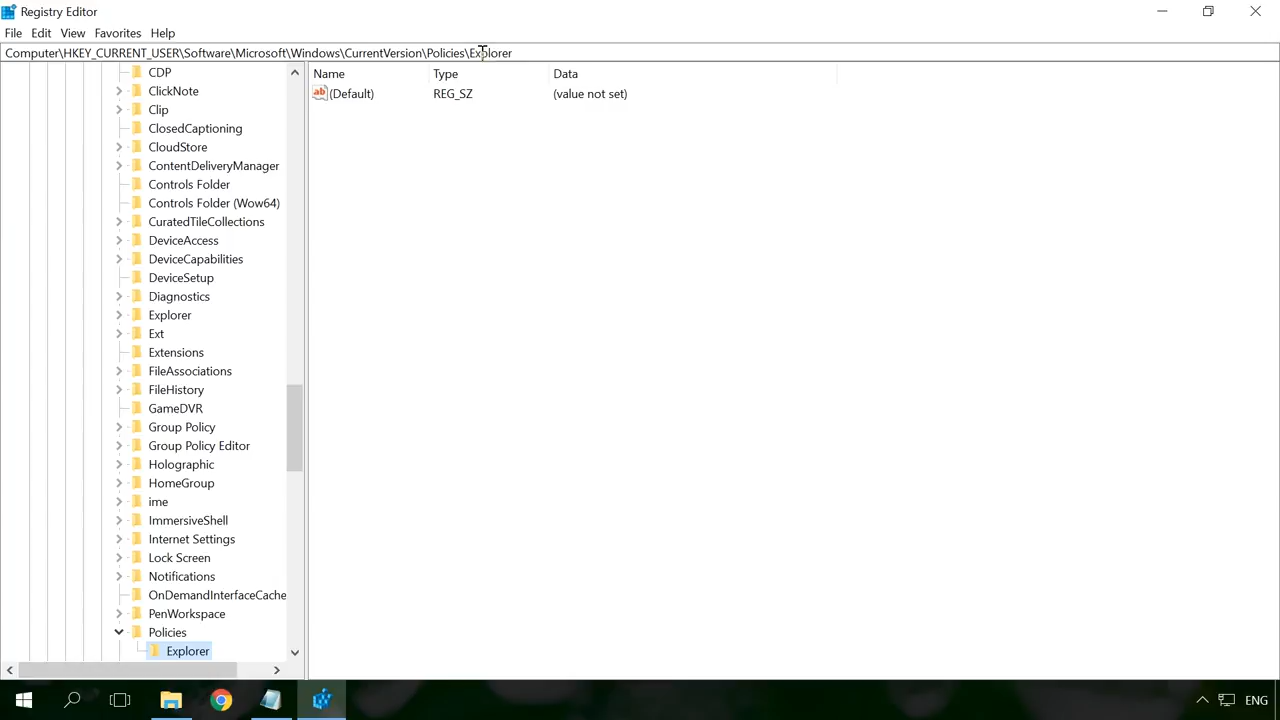 Registry Editor
File Edit View Favorites Help
Computer\HKEY_CURRENT_USER\Software\Microsoft\Windows\CurrentVersion\Policies\Explorer
Name Type Data
ab (Default) REG_SZ (value not set)
CDP
ClickNote
Clip
ClosedCaptioning
CloudStore
ContentDeliveryManager
Controls Folder
Controls Folder (Wow64)
CuratedTileCollections
DeviceAccess
DeviceCapabilities
DeviceSetup
Diagnostics
Explorer
Ext
Extensions
FileAssociations
FileHistory
GameDVR
Group Policy
Group Policy Editor
Holographic
HomeGroup
ime
ImmersiveShell
Internet Settings
Lock Screen
Notifications
OnDemandInterfaceCache
PenWorkspace
Policies
Explorer
ENG